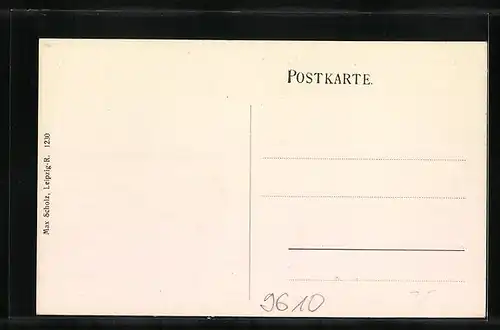 POSTKARTE.
Max Scholz, Leipzig-R. 1230 c
9610